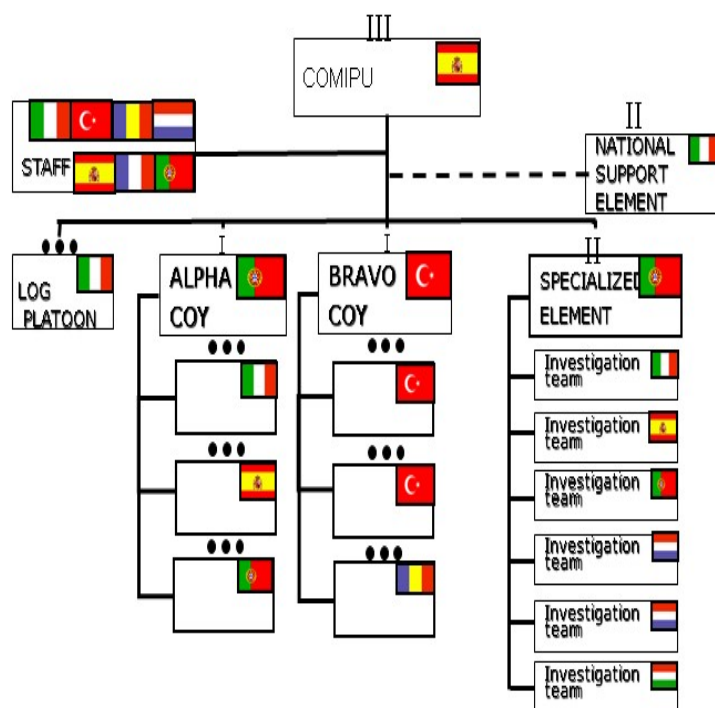 III
COMIPU
STAFF
II
NATIONAL
SUPPORT
ELEMENT
LOG
PLATOON
I
ALPHA
COY
I
BRAVO
COY
II
SPECIALIZED
ELEMENT
Investigation
team
Investigation
team
Investigation
team
Investigation
team
Investigation
team
Investigation
team